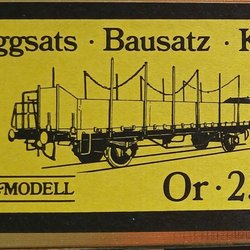 ggsats · Bausatz · K
MODELL
Or · 2